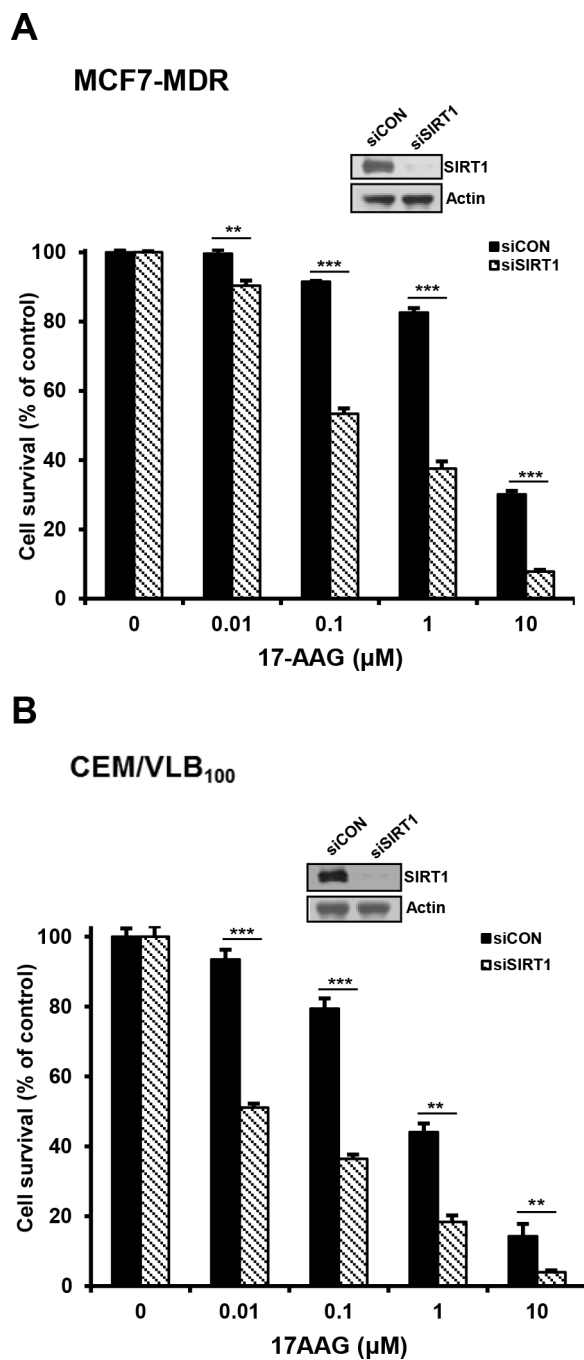 A
MCF7-MDR
siCON siSIRT1
SIRT1
Actin
siCON
siSIRT1
** *** *** ***
Cell survival (% of control)
100
80
60
40
20
0
0 0.01 0.1 1 10
17-AAG (µM)
B
CEM/VLB100
siCON siSIRT1
SIRT1
Actin
siCON
siSIRT1
*** *** ** **
Cell survival (% of control)
100
80
60
40
20
0
0 0.01 0.1 1 10
17AAG (µM)